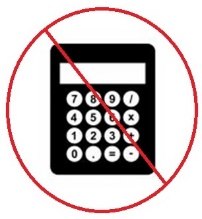 7 8 9 /
4 5 6 x
1 2 3 +
0 . = -